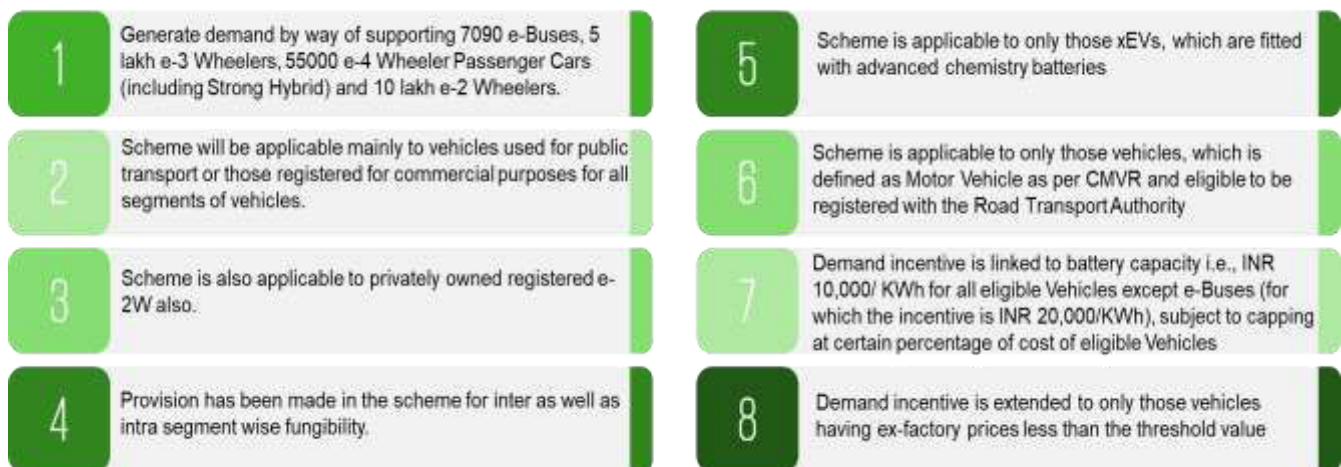 1
Generate demand by way of supporting 7090 e-Buses, 5
lakh e-3 Wheelers, 55000 e-4 Wheeler Passenger Cars
(including Strong Hybrid) and 10 lakh e-2 Wheelers.
2
Scheme will be applicable mainly to vehicles used for public
transport or those registered for commercial purposes for all
segments of vehicles.
3
Scheme is also applicable to privately owned registered e-
2W also.
4
Provision has been made in the scheme for inter as well as
intra segment wise fungibility.
5
Scheme is applicable to only those xEVs, which are fitted
with advanced chemistry batteries
6
Scheme is applicable to only those vehicles, which is
defined as Motor Vehicle as per CMVR and eligible to be
registered with the Road Transport Authority
7
Demand incentive is linked to battery capacity i.e., INR
10,000/ KWh for all eligible Vehicles except e-Buses (for
which the incentive is INR 20,000/KWh), subject to capping
at certain percentage of cost of eligible Vehicles
8
Demand incentive is extended to only those vehicles
having ex-factory prices less than the threshold value